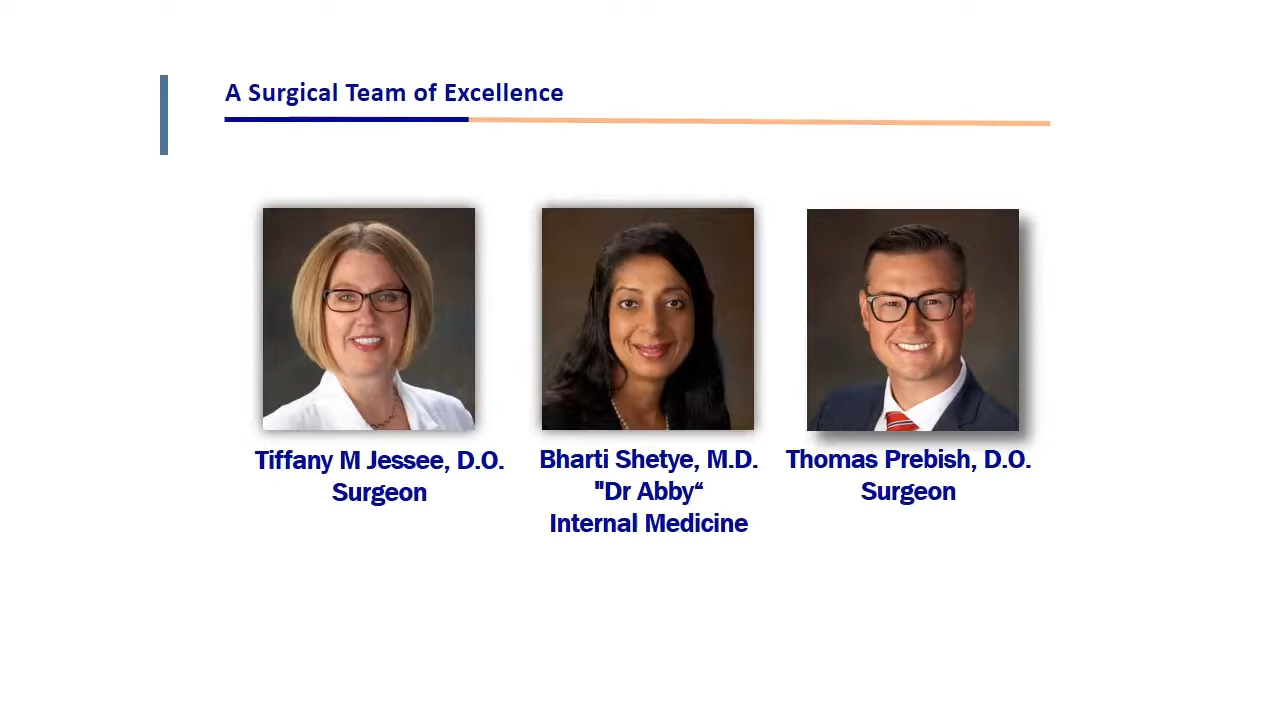 A Surgical Team of Excellence
Tiffany M Jessee, D.O.
Surgeon
Bharti Shetye, M.D.
"Dr Abby“
Internal Medicine
Thomas Prebish, D.O.
Surgeon